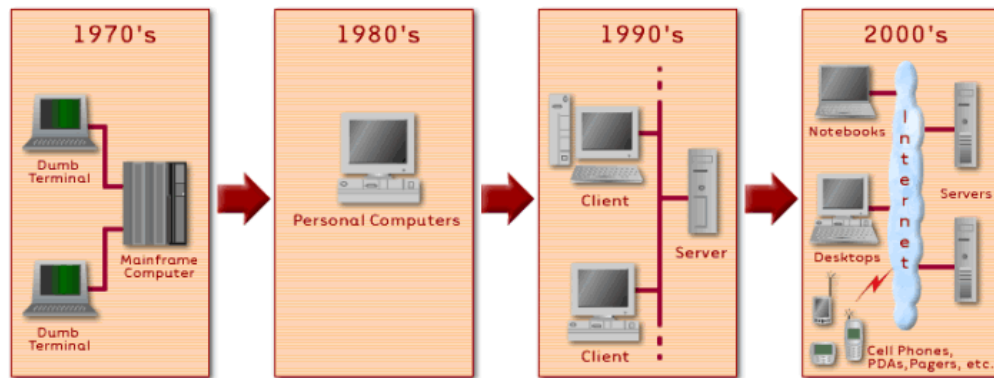 1970's
Dumb
Terminal
Mainframe
Computer
Dumb
Terminal
1980's
Personal Computers
1990's
Client
Server
Client
2000's
Notebooks
Internet
Servers
Desktops
Cell Phones,
PDAs, Pagers, etc.